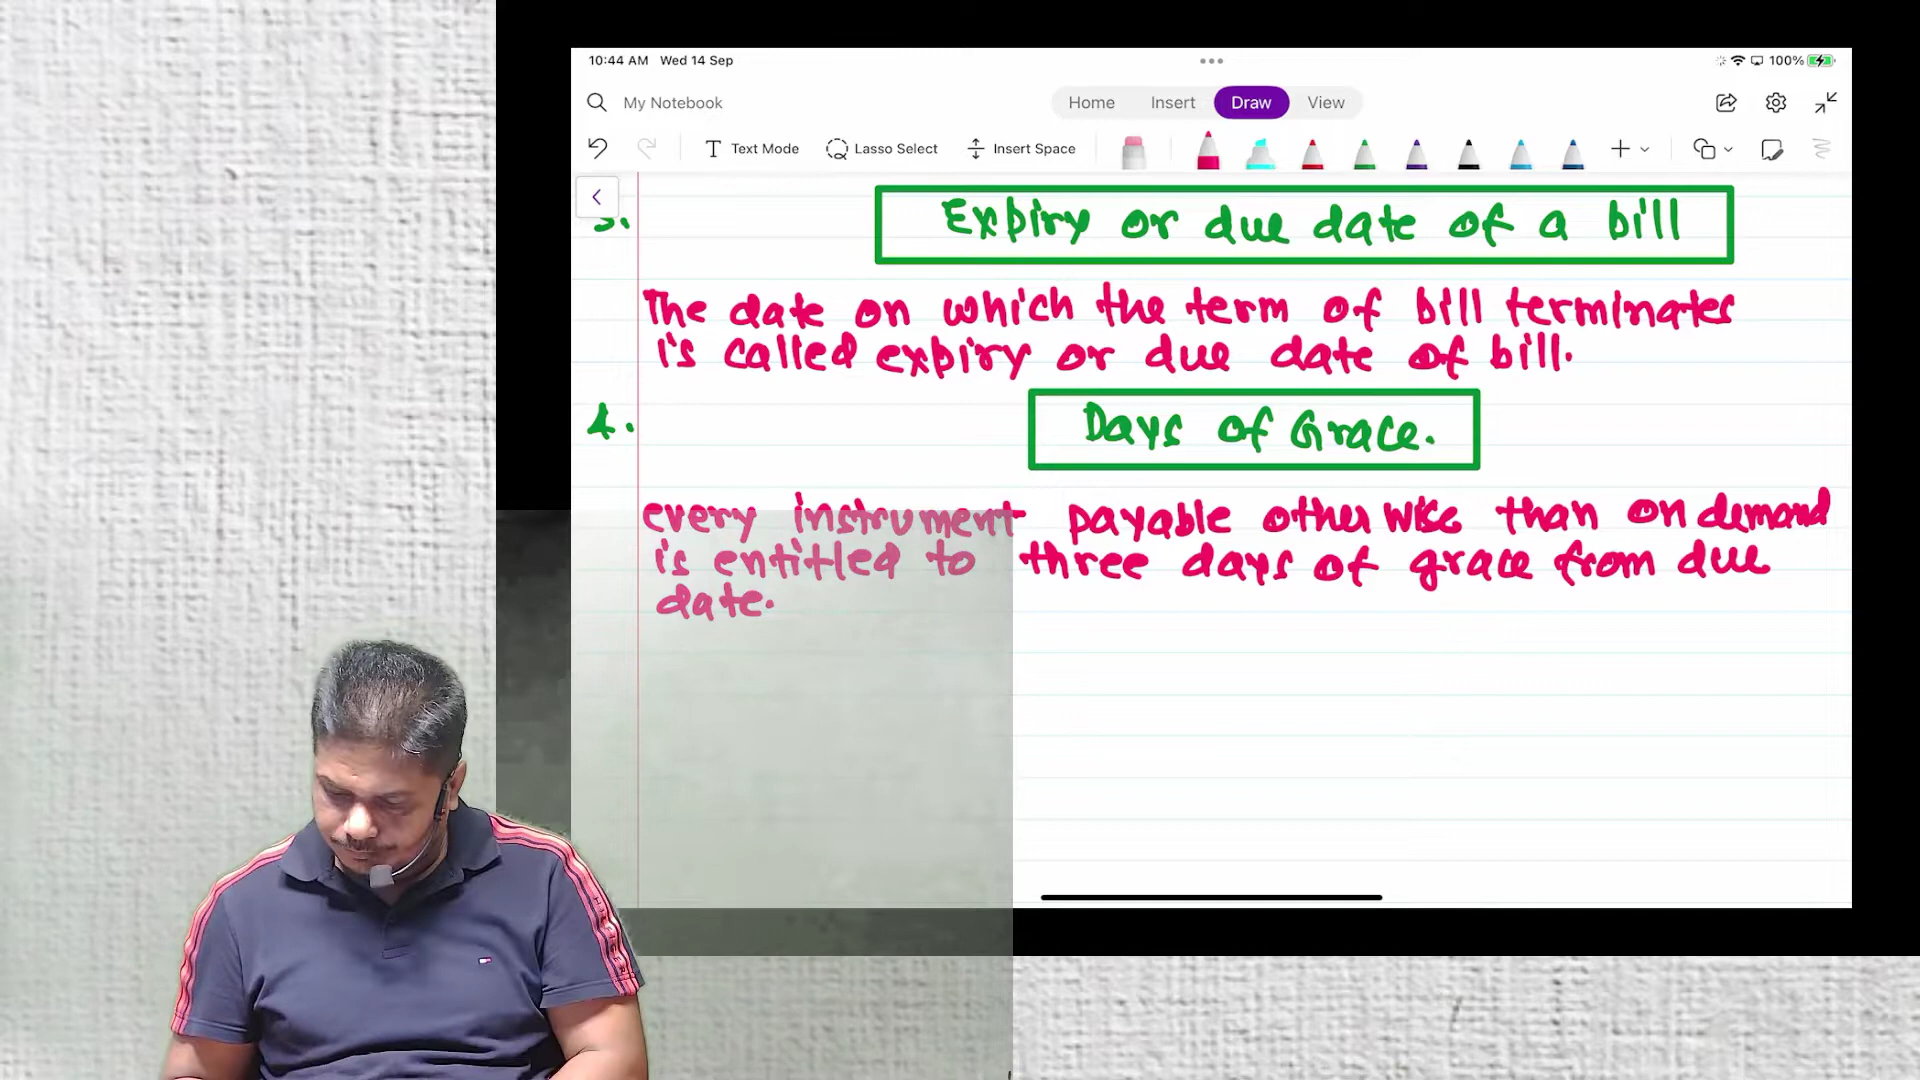 10:44 AM Wed 14 Sep
100%
My Notebook
Home Insert Draw View
Text Mode Lasso Select Insert Space
3. Expiry or due date of a bill
The date on which the term of bill terminates
is called expiry or due date of bill.
4. Days of Grace.
every instrument payable otherwise than on demand
is entitled to three days of grace from due
date.